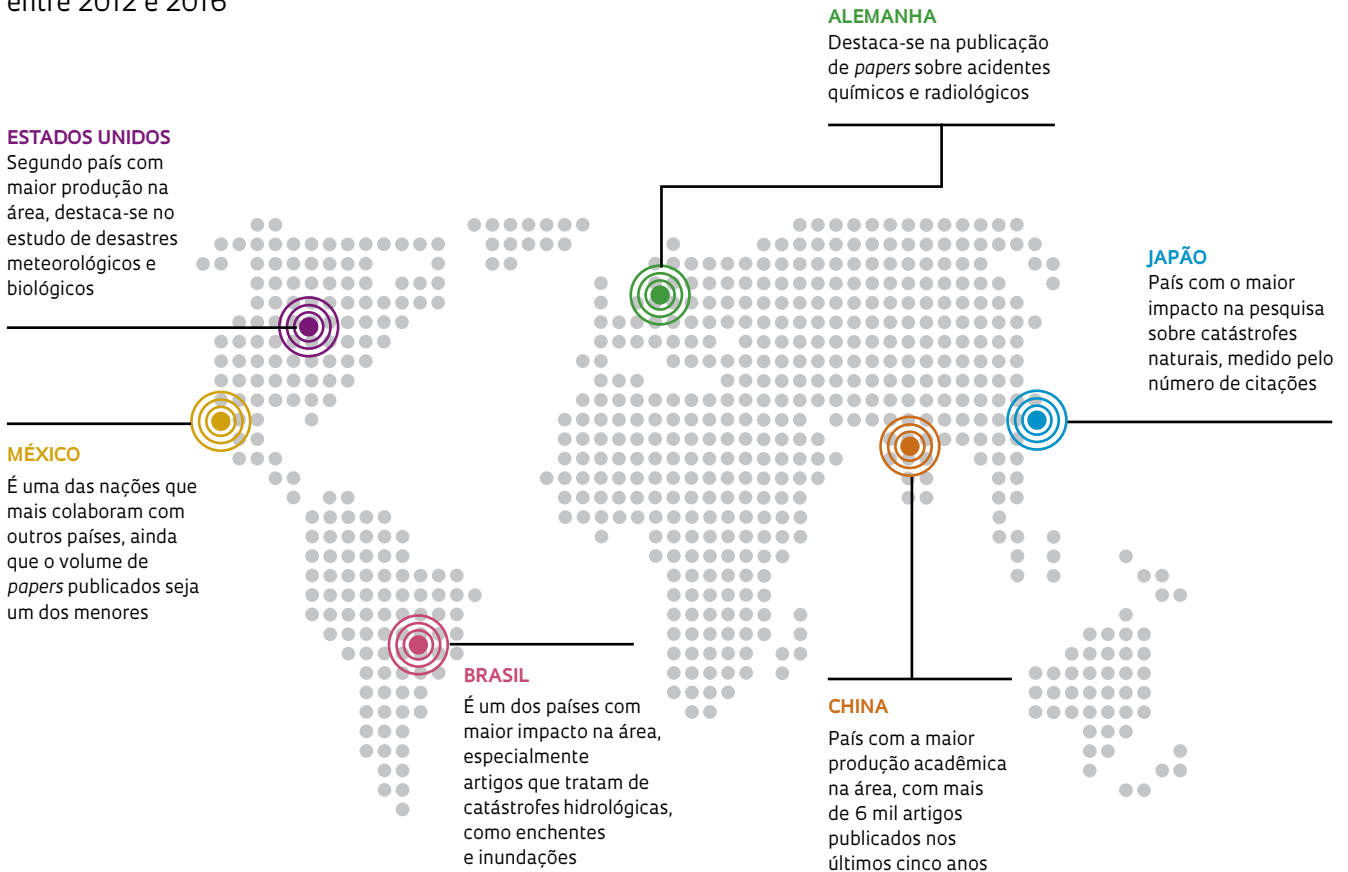 entre 2012 e 2016
ALEMANHA
Destaca-se na publicação
de papers sobre acidentes
químicos e radiológicos
ESTADOS UNIDOS
Segundo país com
maior produção na
área, destaca-se no
estudo de desastres
meteorológicos e
biológicos
JAPÃO
País com o maior
impacto na pesquisa
sobre catástrofes
naturais, medido pelo
número de citações
MÉXICO
É uma das nações que
mais colaboram com
outros países, ainda
que o volume de
papers publicados seja
um dos menores
BRASIL
É um dos países com
maior impacto na área,
especialmente
artigos que tratam de
catástrofes hidrológicas,
como enchentes
e inundações
CHINA
País com a maior
produção acadêmica
na área, com mais
de 6 mil artigos
publicados nos
últimos cinco anos